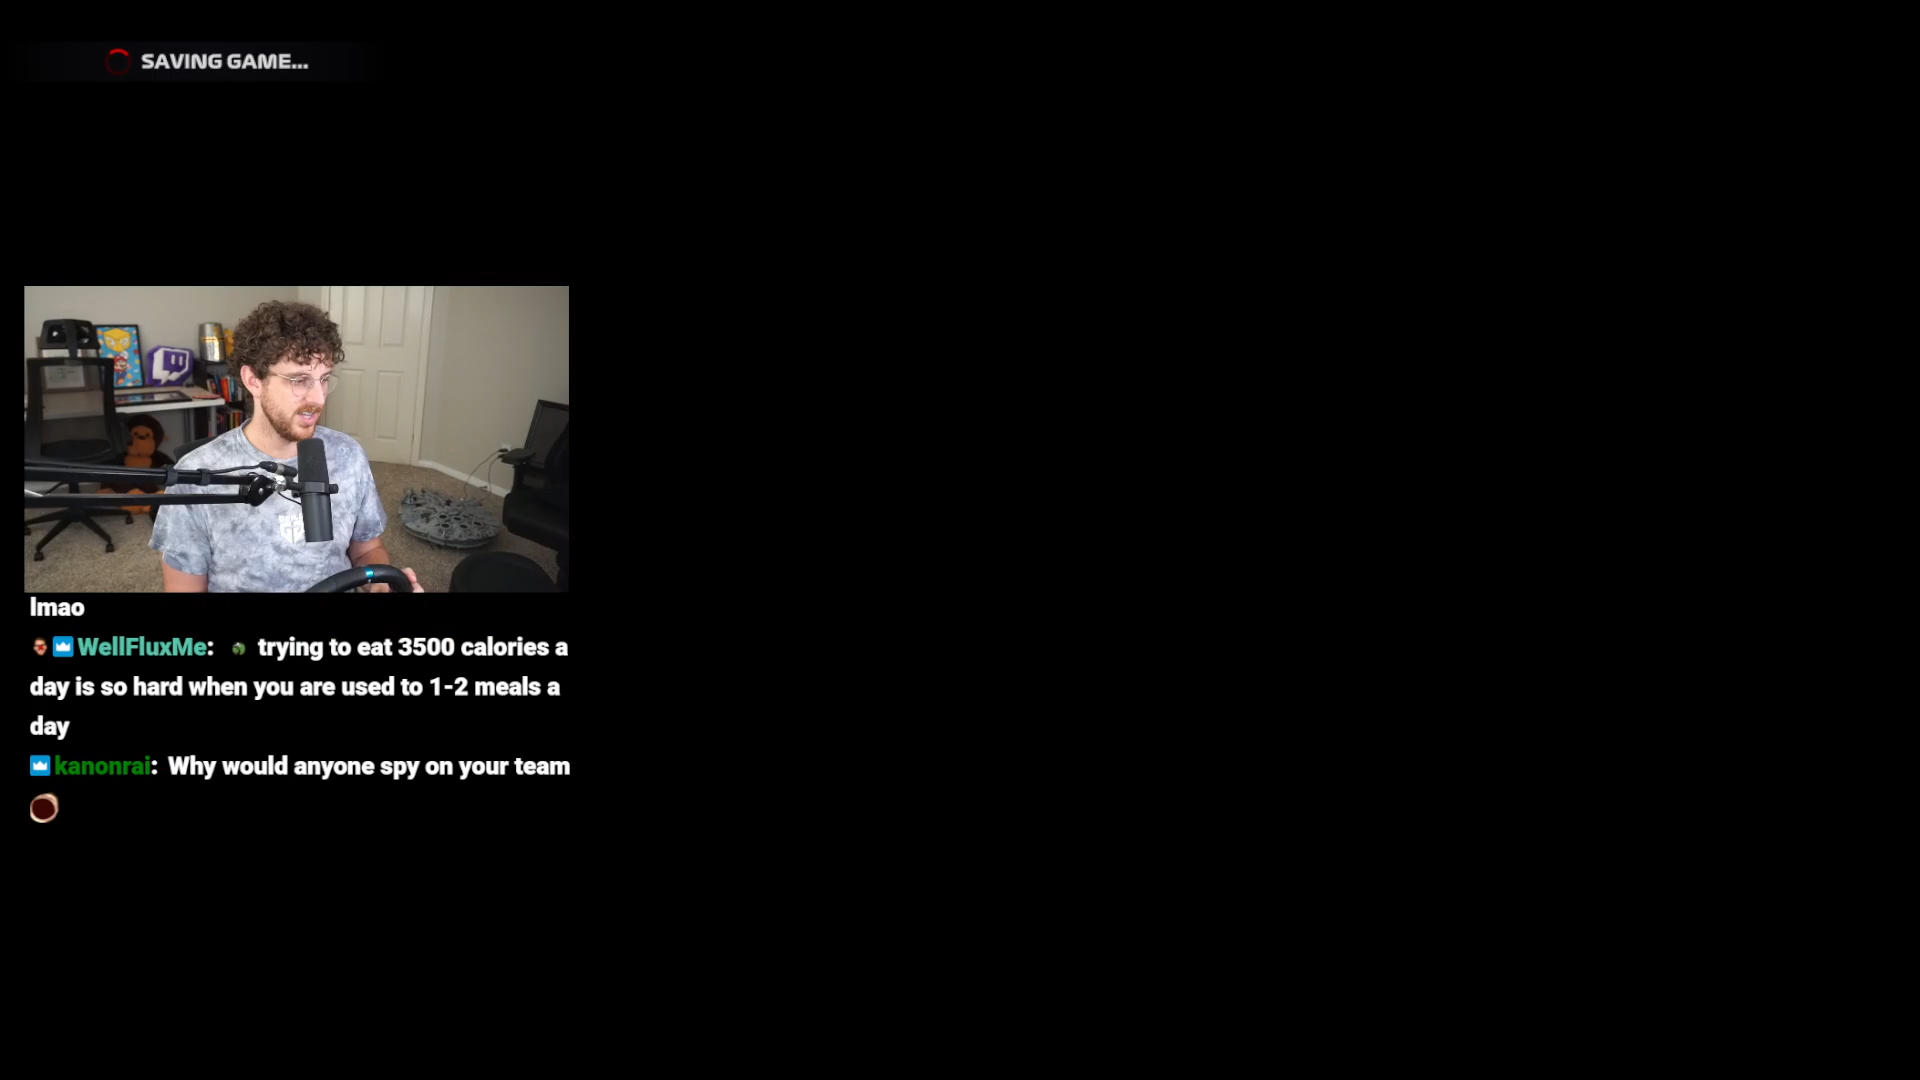 SAVING GAME...
lmao
WellFluxMe: trying to eat 3500 calories a
day is so hard when you are used to 1-2 meals a
day
kanonrai: Why would anyone spy on your team